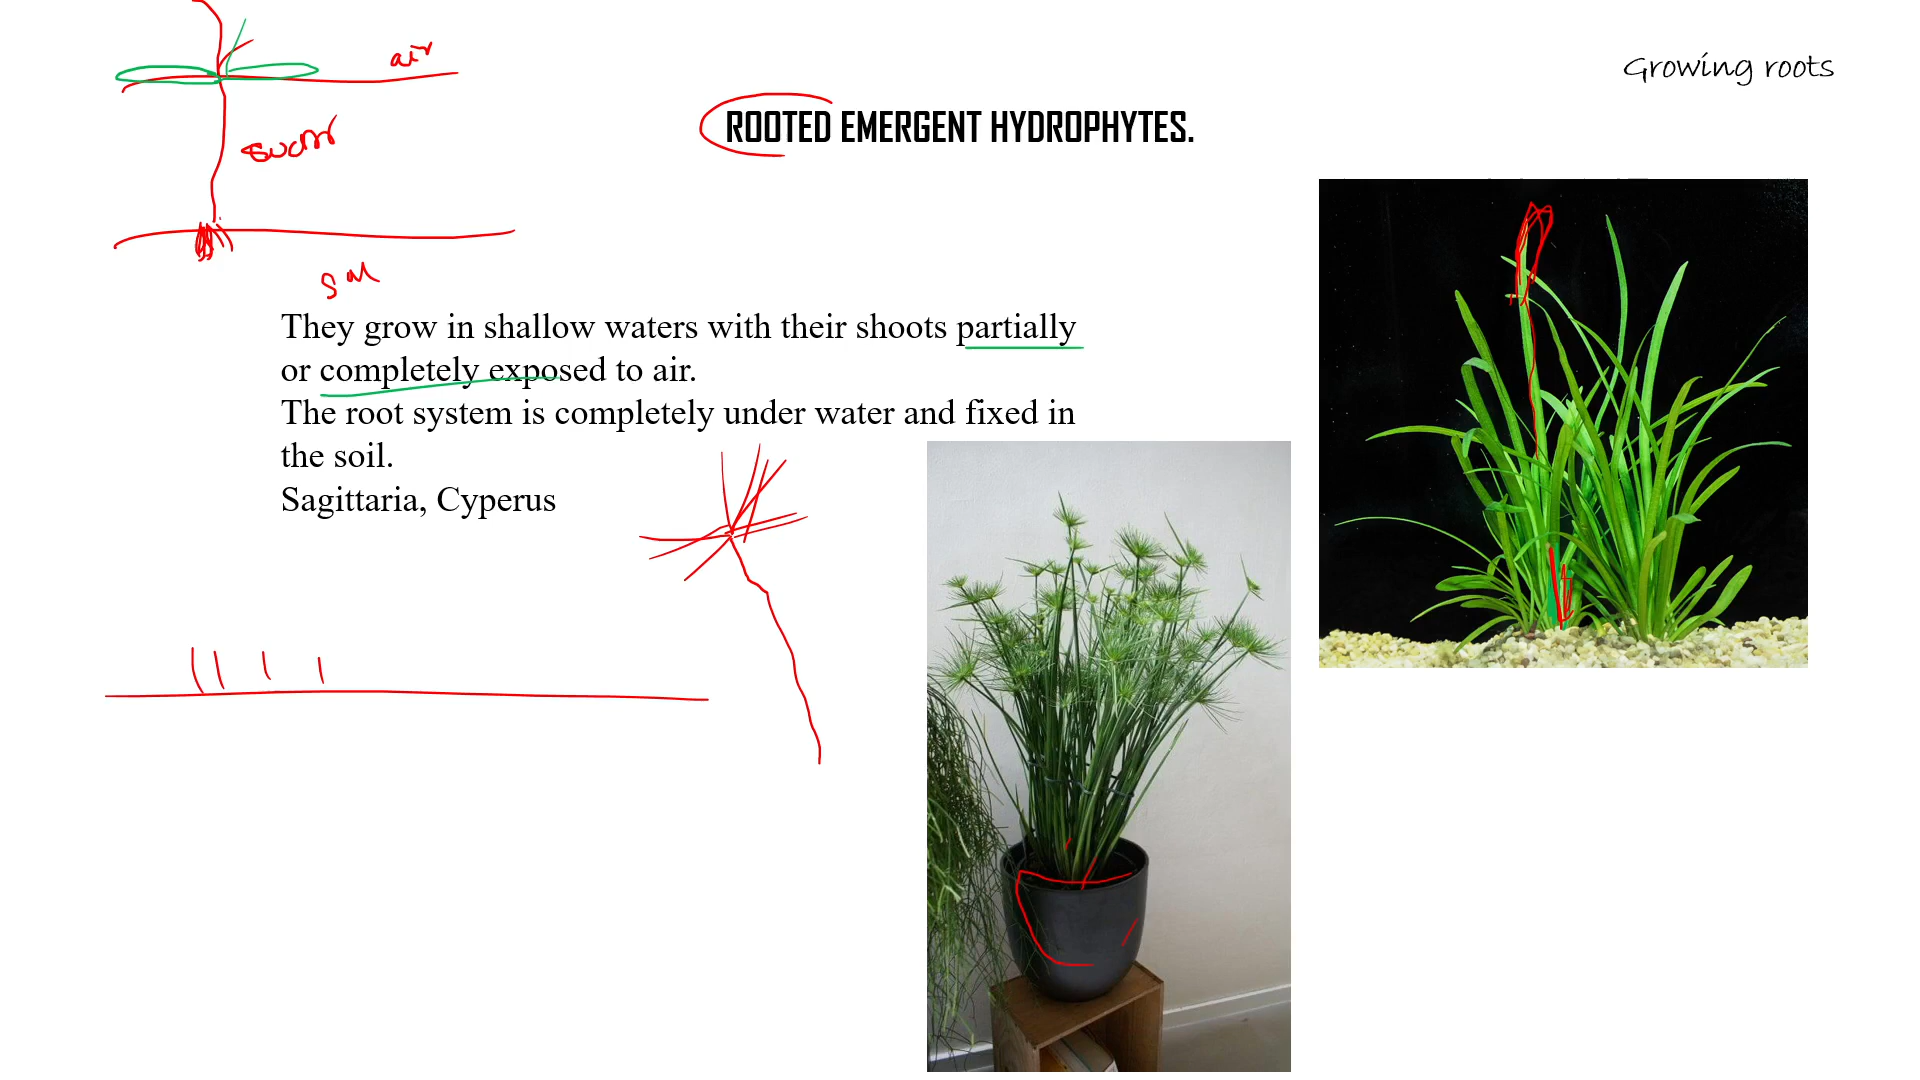 air
Growing roots
ROOTED EMERGENT HYDROPHYTES.
They grow in shallow waters with their shoots partially
or completely exposed to air.
The root system is completely under water and fixed in
the soil.
Sagittaria, Cyperus